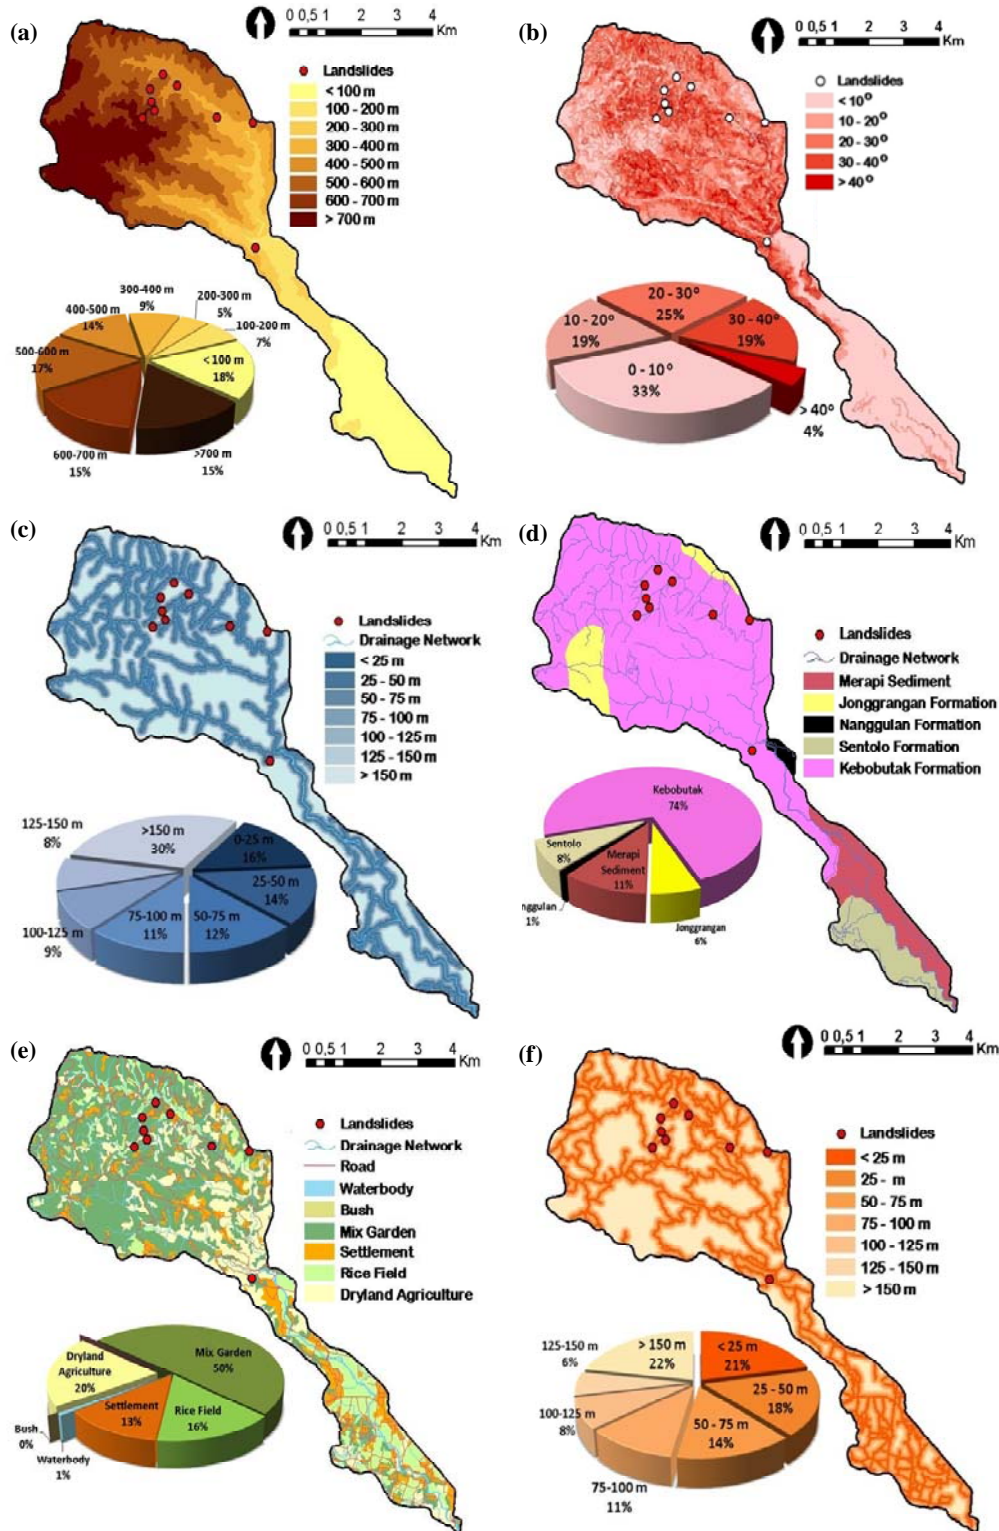 (a)
0 0,5 1 2 3 4
Km
Landslides
< 100 m
100 - 200 m
200 - 300 m
300 - 400 m
400 - 500 m
500 - 600 m
600 - 700 m
> 700 m
300-400 m
9%
200-300 m
5%
400-500 m
14%
100-200 m
7%
500-600 m
17%
< 100 m
18%
600-700 m
15%
>700 m
15%
(b)
0 0,5 1 2 3 4
Km
Landslides
< 10°
10 - 20°
20 - 30°
30 - 40°
> 40°
20 - 30°
25%
10 - 20°
19%
30 - 40°
19%
0 - 10°
33%
> 40°
4%
(c)
0 0,5 1 2 3 4
Km
Landslides
Drainage Network
< 25 m
25 - 50 m
50 - 75 m
75 - 100 m
100 - 125 m
125 - 150 m
> 150 m
125-150 m
8%
>150 m
30%
0-25 m
16%
25-50 m
14%
100-125 m
9%
75-100 m
11%
50-75 m
12%
(d)
0 0,5 1 2 3 4
Km
Landslides
Drainage Network
Merapi Sediment
Jonggrangan Formation
Nanggulan Formation
Sentolo Formation
Kebobutak Formation
Kebobutak
74%
Sentolo
8%
Merapi
Sediment
11%
nggulan
1%
Jonggrangan
6%
(e)
0 0,5 1 2 3 4
Km
Landslides
Drainage Network
Road
Waterbody
Bush
Mix Garden
Settlement
Rice Field
Dryland Agriculture
Mix Garden
50%
Dryland
Agriculture
20%
Settlement
13%
Rice Field
16%
Bush
0%
Waterbody
1%
(f)
0 0,5 1 2 3 4
Km
Landslides
< 25 m
25 - m
50 - 75 m
75 - 100 m
100 - 125 m
125 - 150 m
> 150 m
125-150 m
6%
> 150 m
22%
< 25 m
21%
25 - 50 m
18%
100-125 m
8%
50 - 75 m
14%
75-100 m
11%